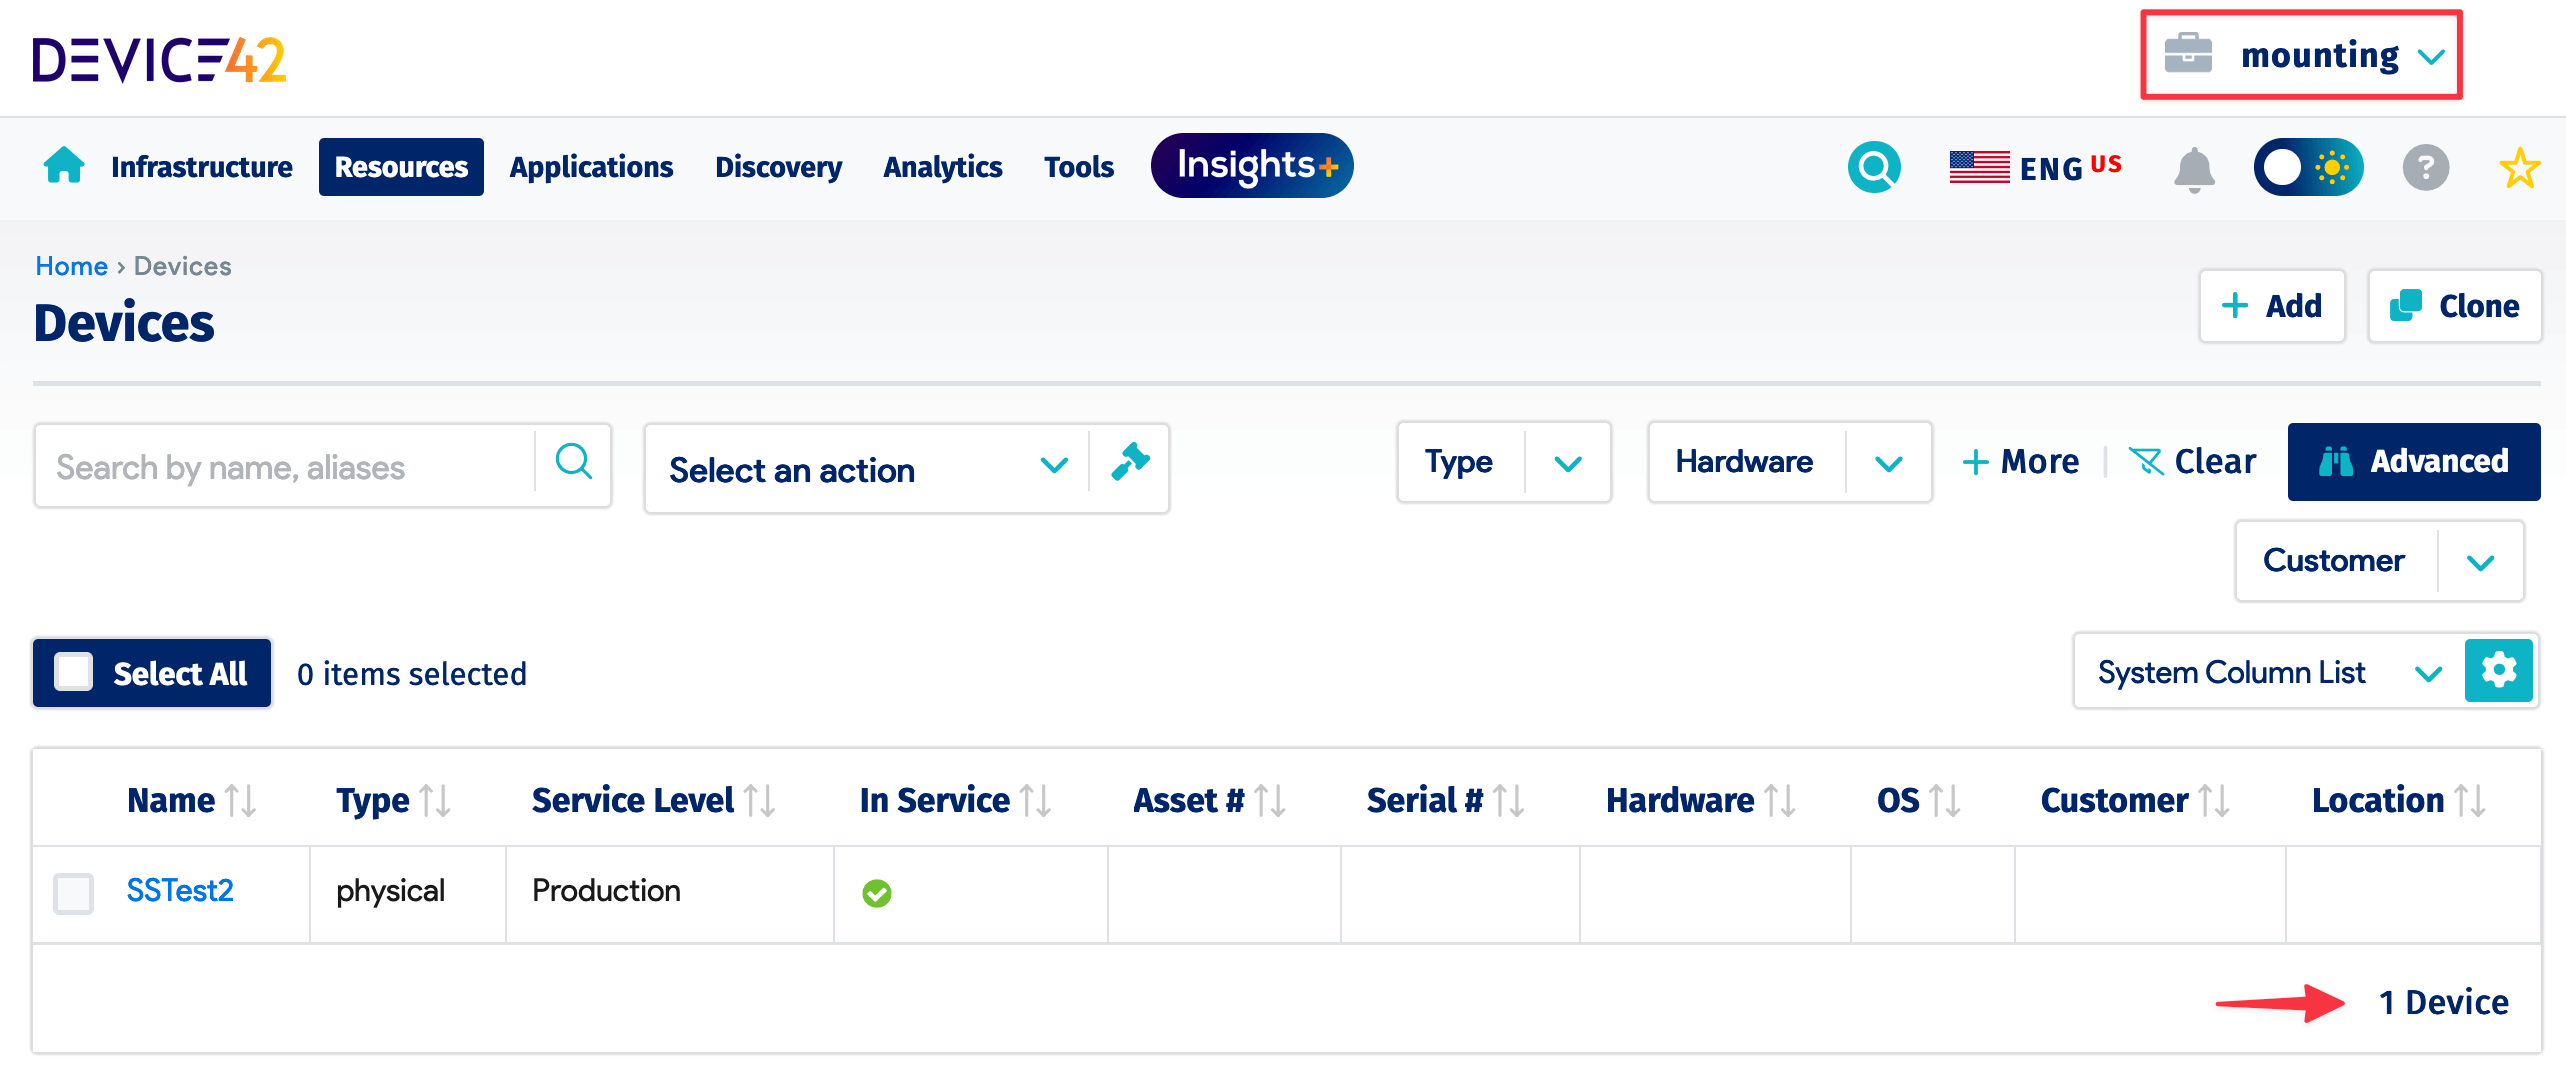 DEVICE42
mounting
Infrastructure Resources Applications Discovery Analytics Tools Insights+ ENG US ?
Home › Devices
Devices
+ Add Clone
Search by name, aliases Select an action Type Hardware + More Clear Advanced
Customer
Select All 0 items selected System Column List
Name Type Service Level In Service Asset # Serial # Hardware OS Customer Location
SSTest2 physical Production
1 Device